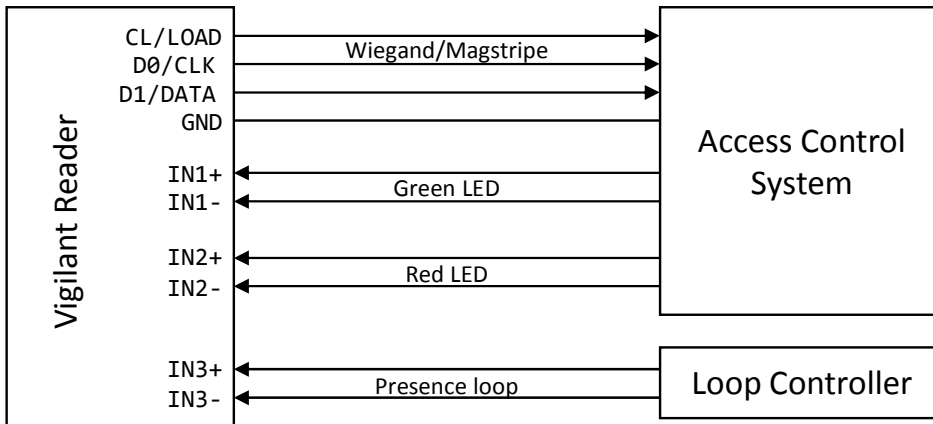 CL/LOAD
D0/CLK
D1/DATA
GND
Wiegand/Magstripe
IN1+
IN1-
Green LED
IN2+
IN2-
Red LED
IN3+
IN3-
Presence loop
Vigilant Reader
Access Control
System
Loop Controller